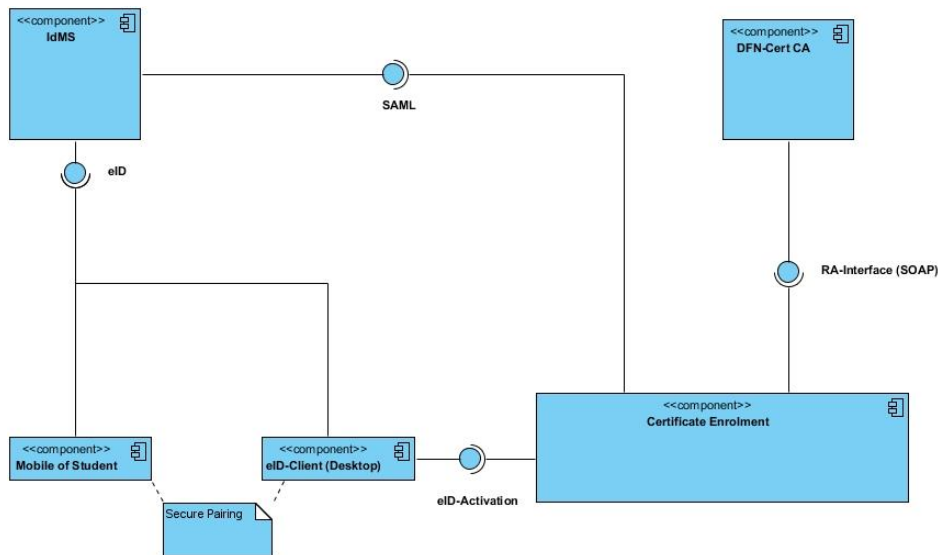 <<component>>
IdMS
<<component>>
DFN-Cert CA
SAML
eID
RA-Interface (SOAP)
<<component>>
Certificate Enrolment
<<component>>
Mobile of Student
<<component>>
eID-Client (Desktop)
eID-Activation
Secure Pairing